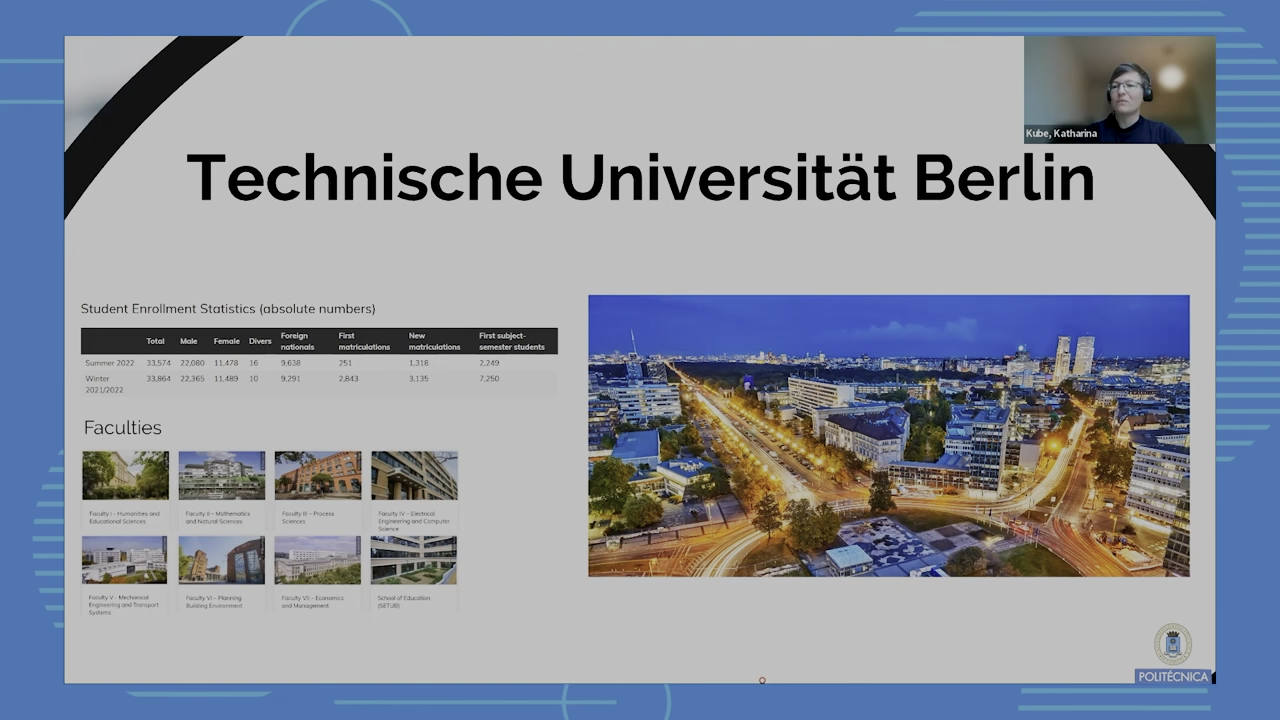 Kube, Katharina
Technische Universität Berlin
Student Enrollment Statistics (absolute numbers)
Total Male Female Divers Foreign nationals First matriculations New matriculations First subject-semester students
Summer 2022 33,574 22,080 11,478 16 9,638 251 1,318 2,249
Winter 2021/2022 33,864 22,365 11,489 10 9,291 2,843 3,135 7,250
Faculties
Faculty I - Humanities and
Educational Sciences
Faculty II - Mathematics
and Natural Sciences
Faculty III - Process
Sciences
Faculty IV - Electrical
Engineering and Computer
Science
Faculty V - Mechanical
Engineering and Transport
Systems
Faculty VI - Planning
Building Environment
Faculty VII - Economics
and Management
School of Education
(SETUB)
POLITÉCNICA